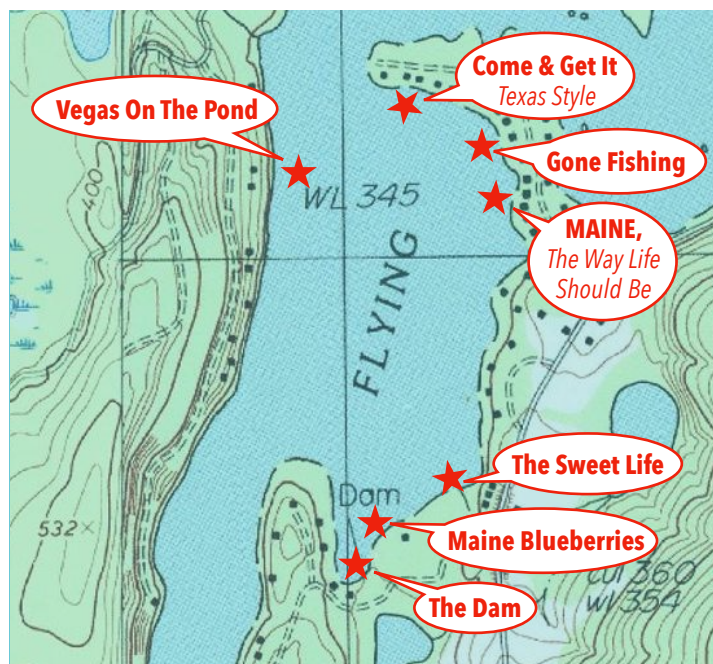 Come & Get It
Texas Style
Vegas On The Pond
Gone Fishing
400
WL 345
MAINE,
The Way Life
Should Be
FLYING
The Sweet Life
Dam
532
Maine Blueberries
360
wl 354
The Dam